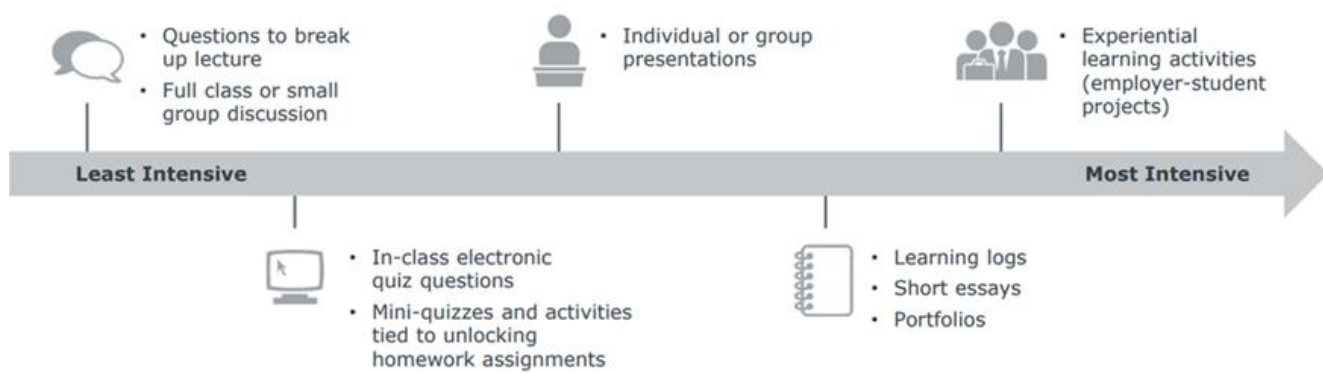 • Questions to break
up lecture
• Full class or small
group discussion
• Individual or group
presentations
• Experiential
learning activities
(employer-student
projects)
Least Intensive
Most Intensive
• In-class electronic
quiz questions
• Mini-quizzes and activities
tied to unlocking
homework assignments
• Learning logs
• Short essays
• Portfolios